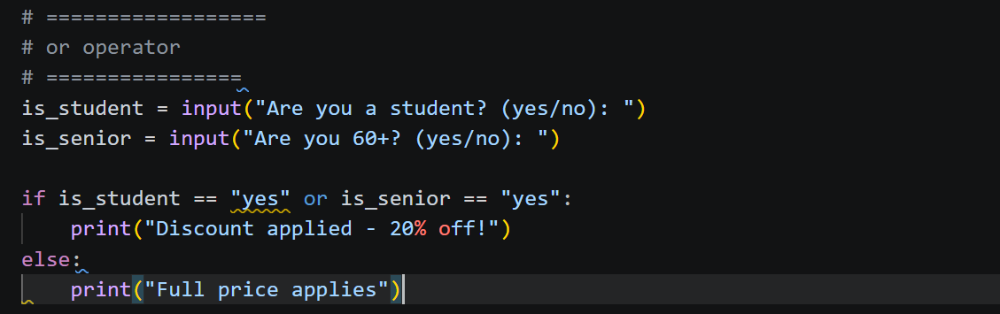 # ==================
# or operator
# ================
is_student = input("Are you a student? (yes/no): ")
is_senior = input("Are you 60+? (yes/no): ")

if is_student == "yes" or is_senior == "yes":
    print("Discount applied - 20% off!")
else:
    print("Full price applies")